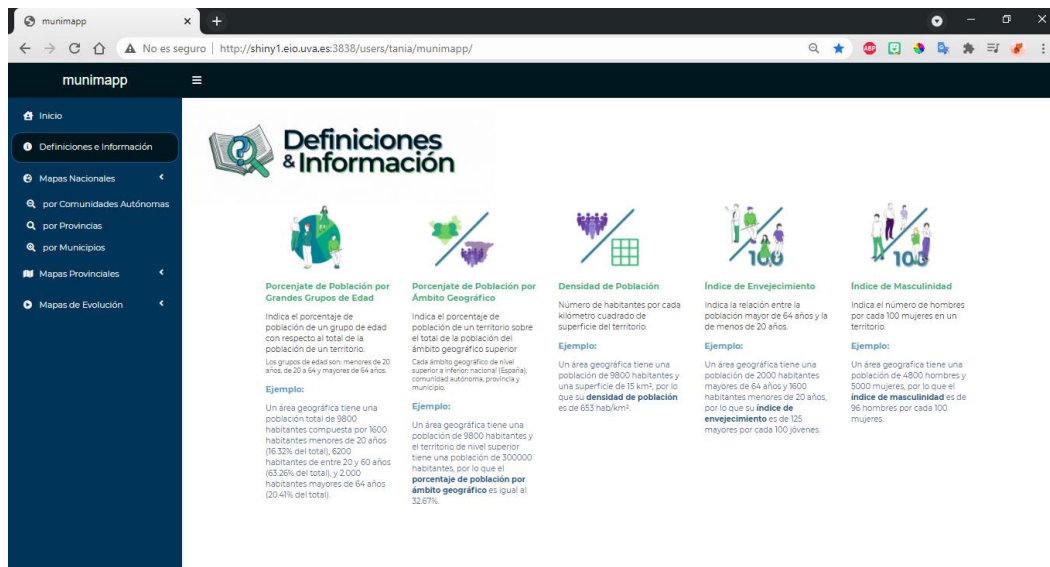 munimapp
No es seguro | http://shiny1.eio.uva.es:3838/users/tania/munimapp/
ABP
munimapp
Inicio
Definiciones e Información
Mapas Nacionales
por Comunidades Autónomas
por Provincias
por Municipios
Mapas Provinciales
Mapas de Evolución
Definiciones
& Información
Porcenjate de Población por
Grandes Grupos de Edad
Indica el porcentaje de
población de un grupo de edad
con respecto al total de la
población de un territorio.
Los grupos de edad son: menores de 20
años, de 20 a 64 y mayores de 64 años.
Ejemplo:
Un área geográfica tiene una
población total de 9800
habitantes compuesta por 1600
habitantes menores de 20 años
(16.32% del total), 6200
habitantes de entre 20 y 60 años
(63.26% del total), y 2.000
habitantes mayores de 64 años
(20.41% del total).
Porcenjate de Población por
Ámbito Geográfico
Indica el porcentaje de
población de un territorio sobre
el total de la población del
ámbito geográfico superior
Cada ámbito geográfico de nivel
superior a inferior: nacional (España),
comunidad autónoma, provincia y
municipio.
Ejemplo:
Un área geográfica tiene una
población de 9800 habitantes y
el territorio de nivel superior
tiene una población de 300000
habitantes, por lo que el
porcentaje de población por
ámbito geográfico es igual al
32.67%.
Densidad de Población
Número de habitantes por cada
kilómetro cuadrado de
superficie del territorio.
Ejemplo:
Un área geográfica tiene una
población de 9800 habitantes y
una superficie de 15 km², por lo
que su densidad de población
es de 653 hab/km².
100
Índice de Envejecimiento
Indica la relación entre la
población mayor de 64 años y la
de menos de 20 años.
Ejemplo:
Un área geográfica tiene una
población de 2000 habitantes
mayores de 64 años y 1600
habitantes menores de 20 años,
por lo que su índice de
envejecimiento es de 125
mayores por cada 100 jóvenes.
100
Índice de Masculinidad
Indica el número de hombres
por cada 100 mujeres en un
territorio.
Ejemplo:
Un área geográfica tiene una
población de 4800 hombres y
5000 mujeres, por lo que el
índice de masculinidad es de
96 hombres por cada 100
mujeres.